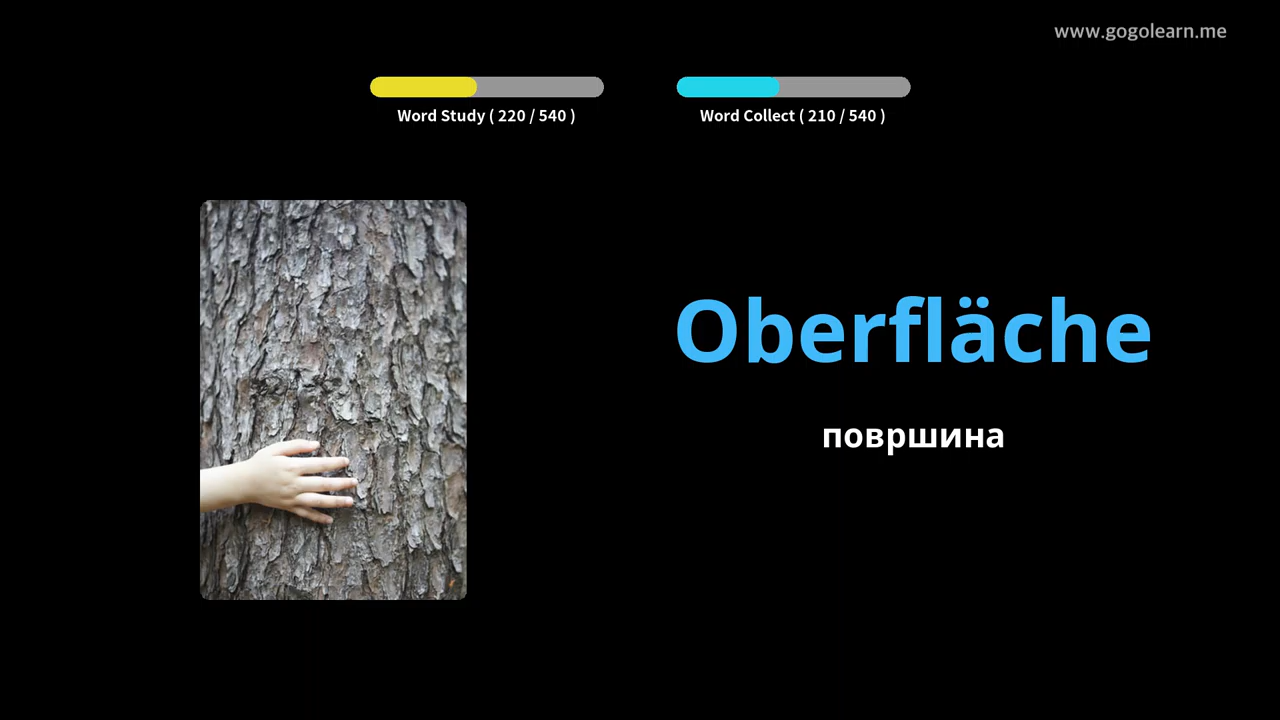 www.gogolearn.me
Word Study ( 220 / 540 )
Word Collect ( 210 / 540 )
Oberfläche
површина